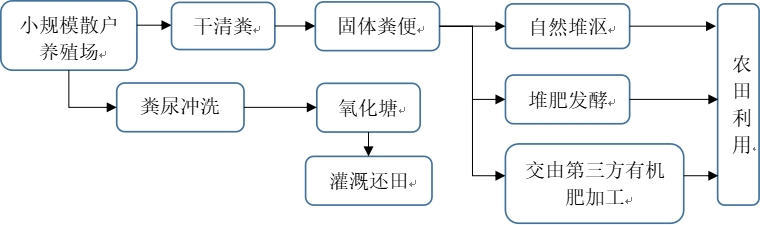 小规模散户
养殖场
干清粪
固体粪便
自然堆沤
粪尿冲洗
氧化塘
堆肥发酵
灌溉还田
交由第三方有机
肥加工
农
田
利
用